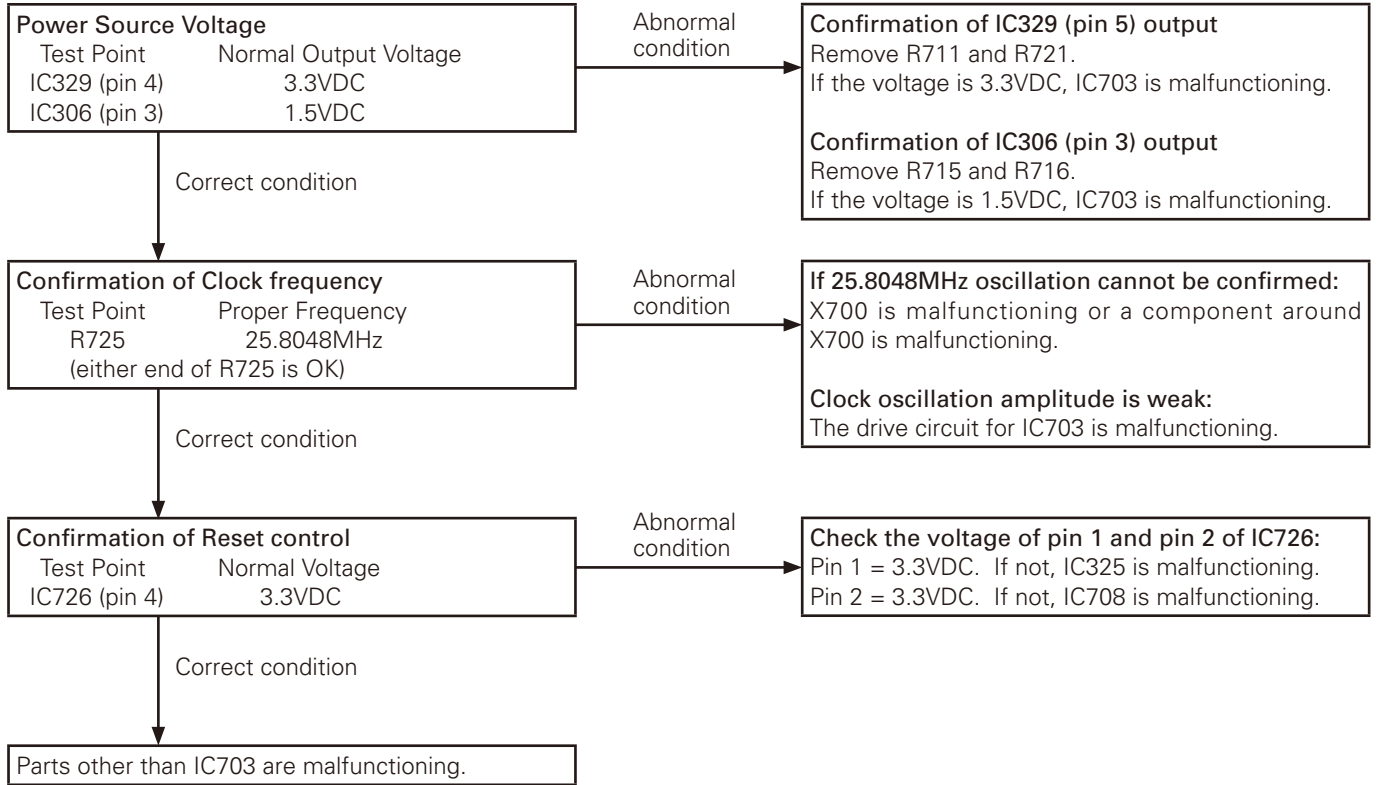 Power Source Voltage
Test Point Normal Output Voltage
IC329 (pin 4) 3.3VDC
IC306 (pin 3) 1.5VDC
Abnormal
condition
Confirmation of IC329 (pin 5) output
Remove R711 and R721.
If the voltage is 3.3VDC, IC703 is malfunctioning.
Confirmation of IC306 (pin 3) output
Remove R715 and R716.
If the voltage is 1.5VDC, IC703 is malfunctioning.
Correct condition
Confirmation of Clock frequency
Test Point Proper Frequency
R725 25.8048MHz
(either end of R725 is OK)
Abnormal
condition
If 25.8048MHz oscillation cannot be confirmed:
X700 is malfunctioning or a component around
X700 is malfunctioning.
Clock oscillation amplitude is weak:
The drive circuit for IC703 is malfunctioning.
Correct condition
Confirmation of Reset control
Test Point Normal Voltage
IC726 (pin 4) 3.3VDC
Abnormal
condition
Check the voltage of pin 1 and pin 2 of IC726:
Pin 1 = 3.3VDC. If not, IC325 is malfunctioning.
Pin 2 = 3.3VDC. If not, IC708 is malfunctioning.
Correct condition
Parts other than IC703 are malfunctioning.